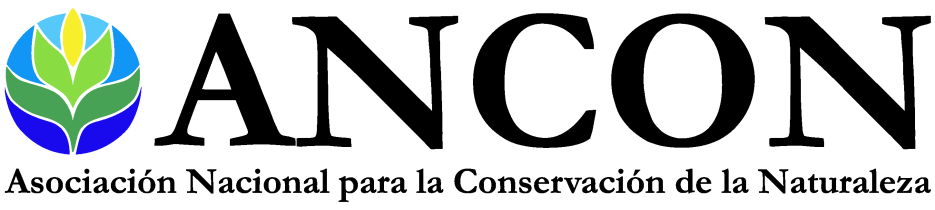 ANCON
Asociación Nacional para la Conservación de la Naturaleza